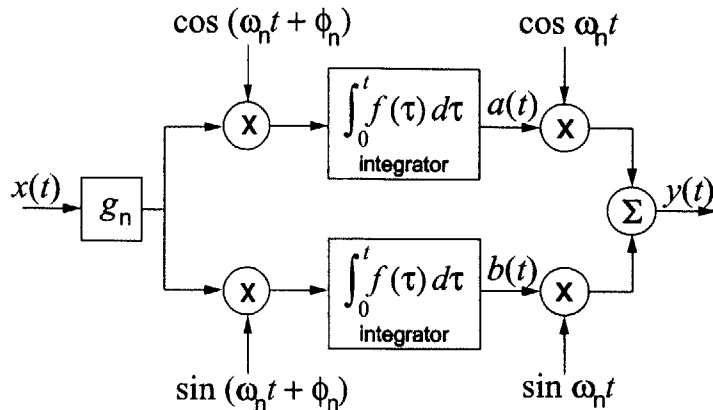 cos (ωₙt + ϕₙ)
cos ωₙt
∫₀ᵗ f (τ) dτ
integrator
a(t)
X
X
x(t)
gₙ
Σ
y(t)
∫₀ᵗ f (τ) dτ
integrator
b(t)
X
X
sin (ωₙt + ϕₙ)
sin ωₙt